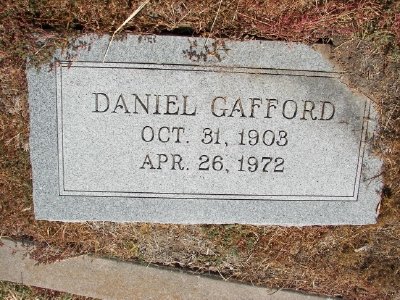 DANIEL GAFFORD
OCT. 31, 1903
APR. 26, 1972